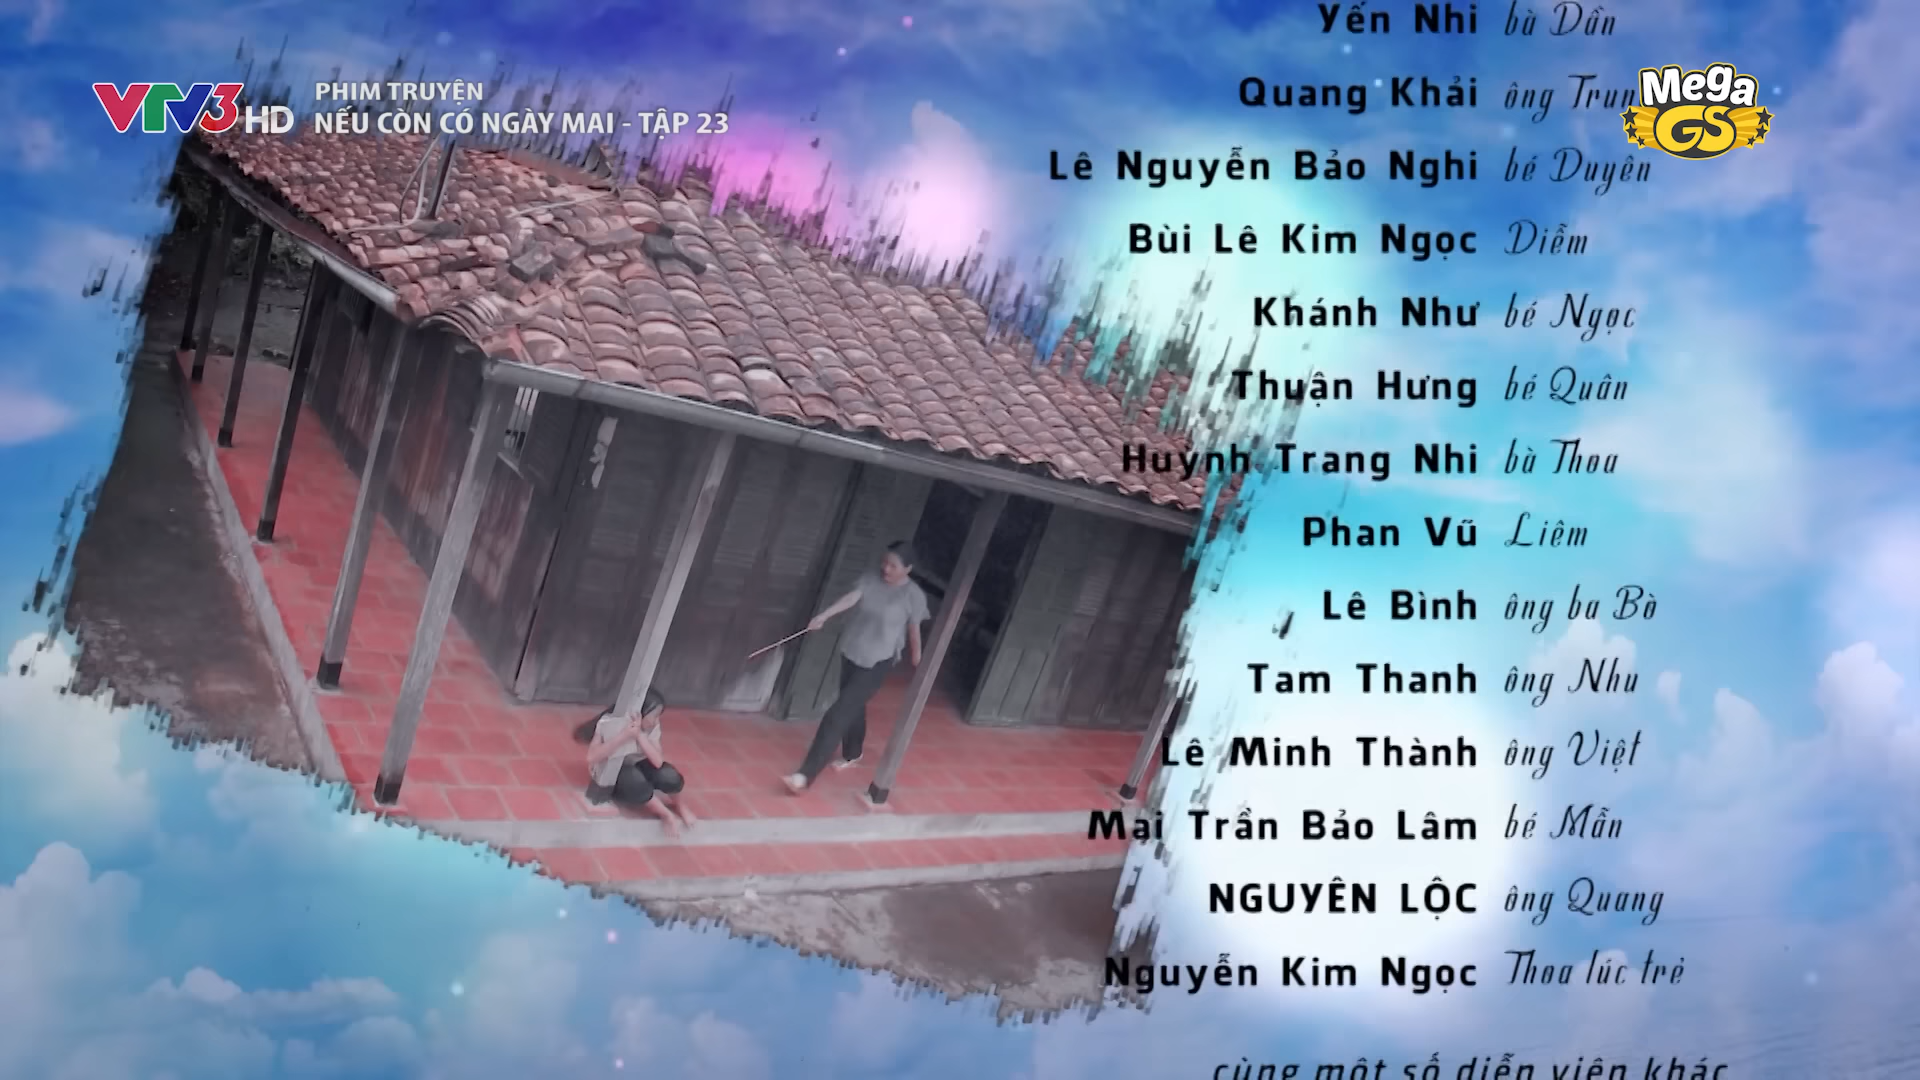 VTV3 HD
PHIM TRUYỆN
NẾU CÒN CÓ NGÀY MAI - TẬP 23
Mega
GS
Yến Nhi bà Dần
Quang Khải ông
Lê Nguyễn Bảo Nghi bé Duyên
Bùi Lê Kim Ngọc Diễm
Khánh Như bé Ngọc
Thuận Hưng bé Quân
Huỳnh Trang Nhi bà Thoa
Phan Vũ Liêm
Lê Bình ông ba Bò
Tam Thanh ông Nhu
Lê Minh Thành ông Việt
Mai Trần Bảo Lâm bé Mẫn
NGUYÊN LỘC ông Quang
Nguyễn Kim Ngọc Thoa lúc trẻ
cùng một số diễn viên khác